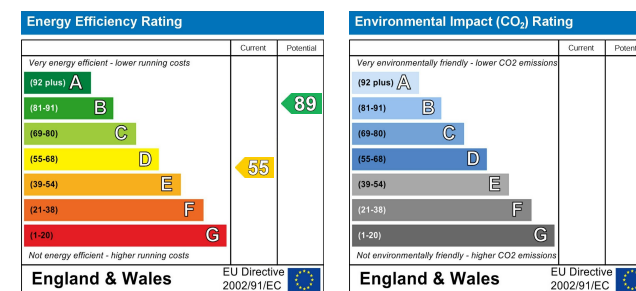 Energy Efficiency Rating
Current Potential
Very energy efficient - lower running costs
(92 plus) A
(81-91) B
(69-80) C
(55-68) D
(39-54) E
(21-38) F
(1-20) G
89
55
Not energy efficient - higher running costs
England & Wales
EU Directive
2002/91/EC
Environmental Impact (CO₂) Rating
Current Potent
Very environmentally friendly - lower CO2 emissions
(92 plus) A
(81-91) B
(69-80) C
(55-68) D
(39-54) E
(21-38) F
(1-20) G
Not environmentally friendly - higher CO2 emissions
England & Wales
EU Directive
2002/91/EC